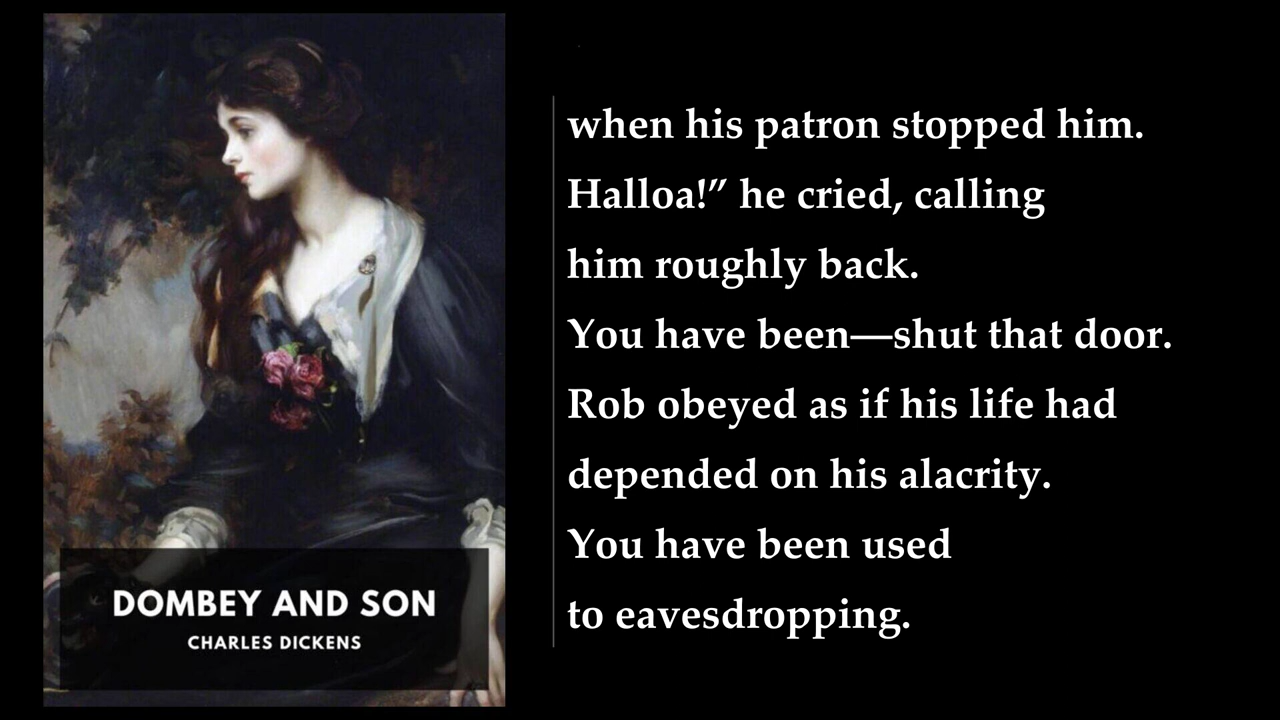 DOMBEY AND SON
CHARLES DICKENS
when his patron stopped him.
Halloa!” he cried, calling
him roughly back.
You have been—shut that door.
Rob obeyed as if his life had
depended on his alacrity.
You have been used
to eavesdropping.